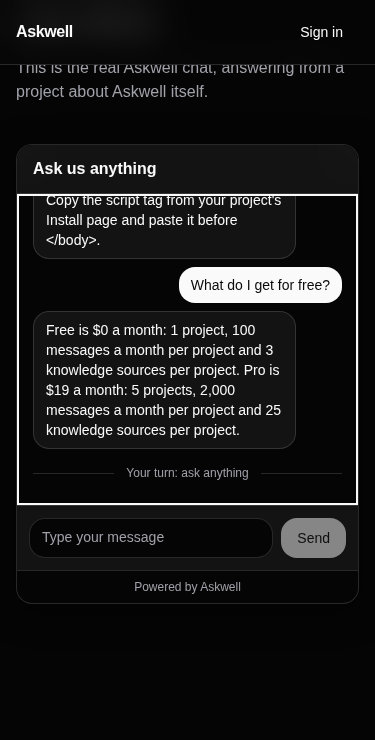 Askwell
Sign in
This is the real Askwell chat, answering from a
project about Askwell itself.
Ask us anything
Copy the script tag from your project's
Install page and paste it before
</body>.
What do I get for free?
Free is $0 a month: 1 project, 100
messages a month per project and 3
knowledge sources per project. Pro is
$19 a month: 5 projects, 2,000
messages a month per project and 25
knowledge sources per project.
Your turn: ask anything
Type your message
Send
Powered by Askwell